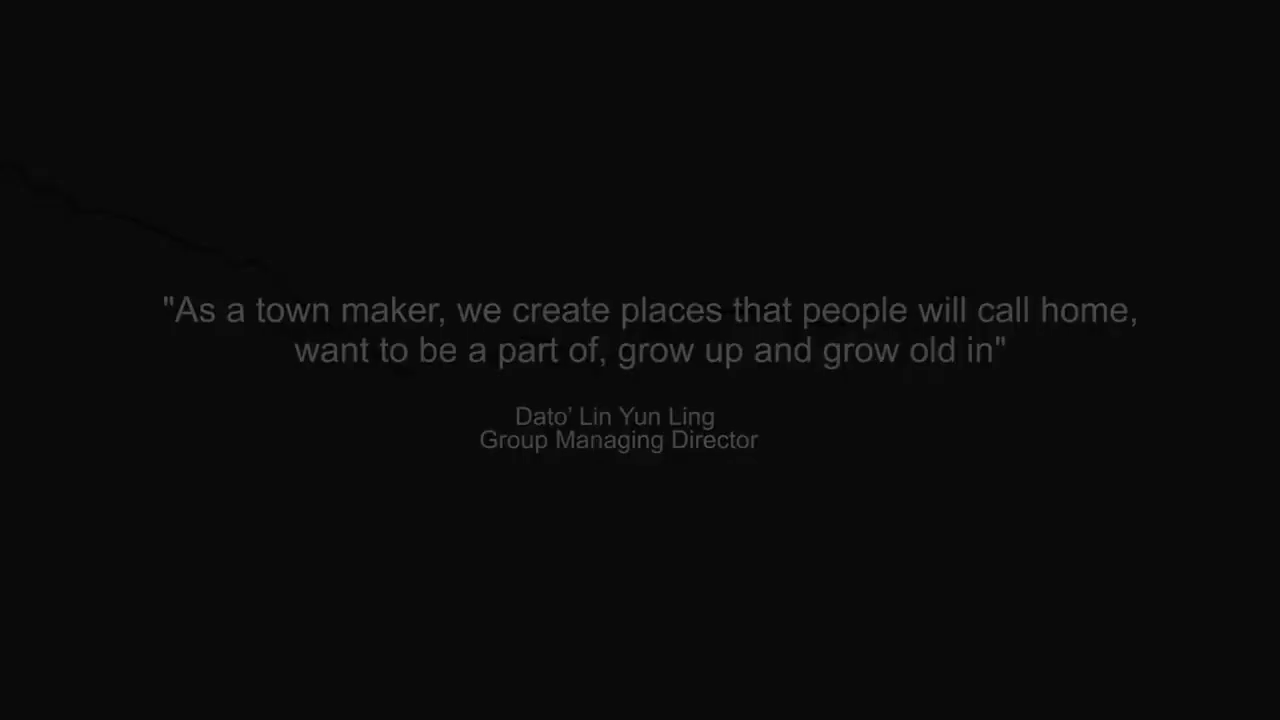 "As a town maker, we create places that people will call home,
want to be a part of, grow up and grow old in"
Dato' Lin Yun Ling
Group Managing Director